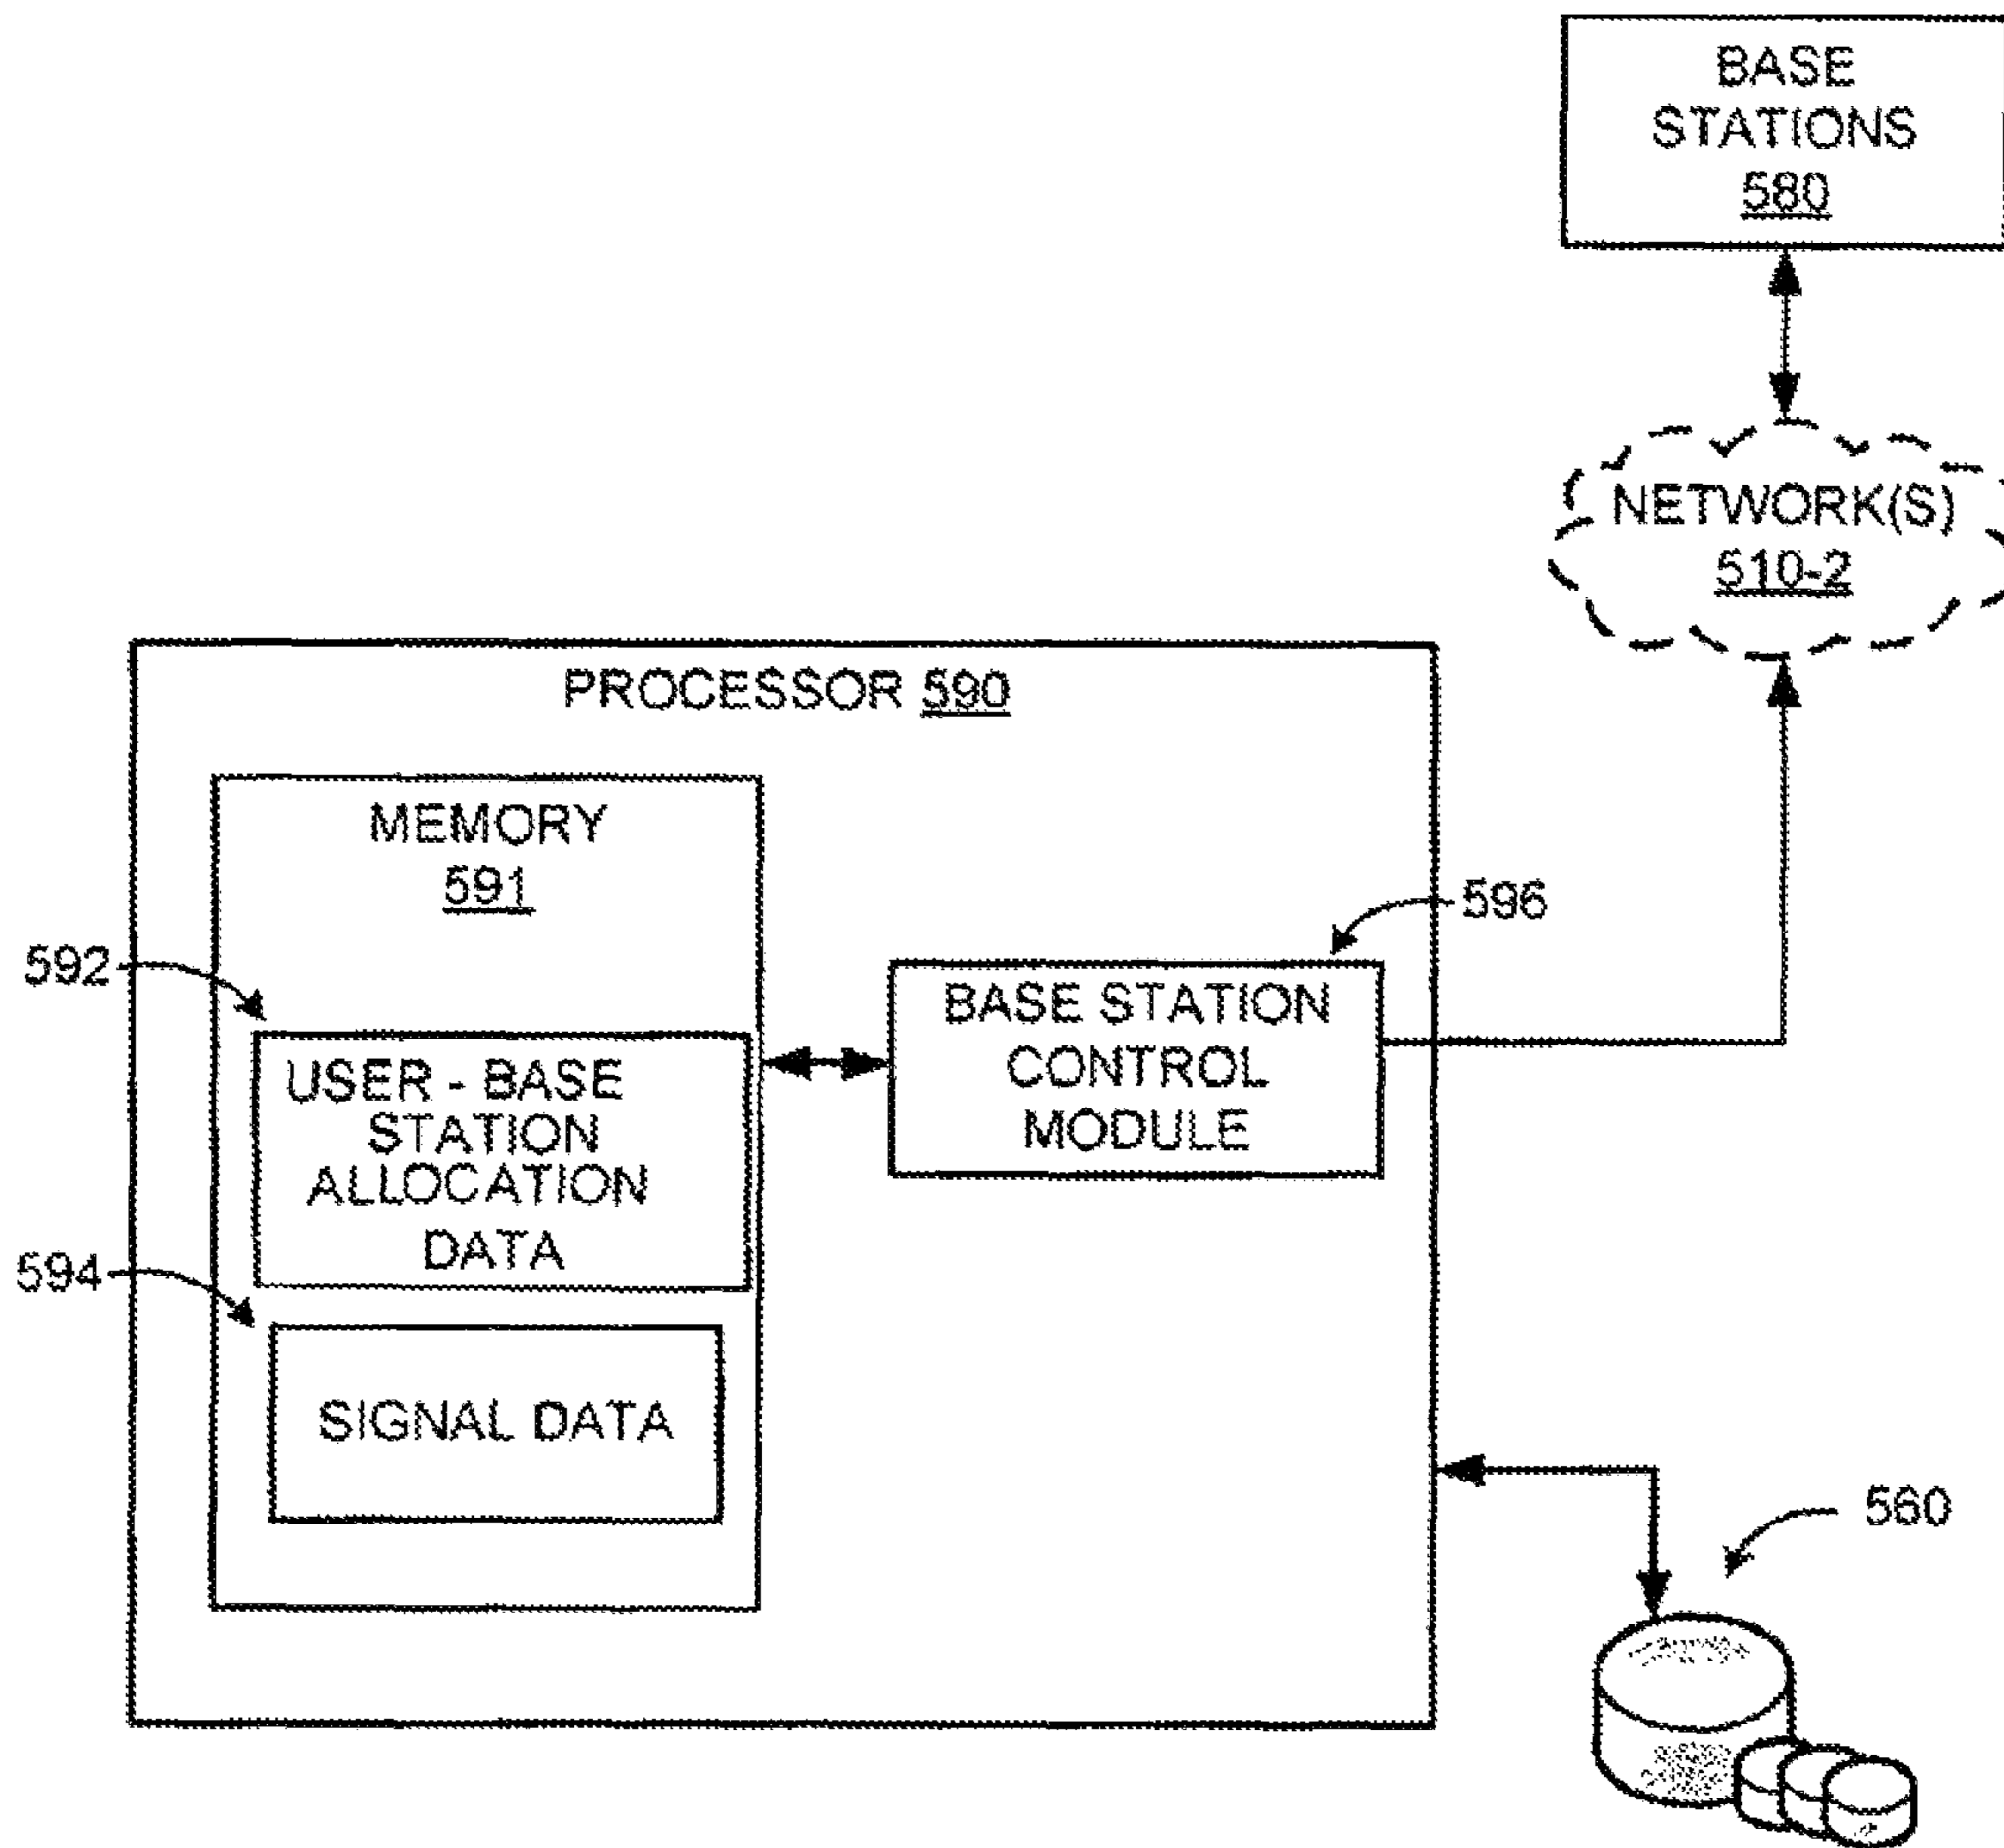 BASE
STATIONS
580
NETWORK(S)
510-2
PROCESSOR 590
MEMORY
591
596
592
BASE STATION
CONTROL
MODULE
USER - BASE
STATION
ALLOCATION
DATA
594
SIGNAL DATA
560